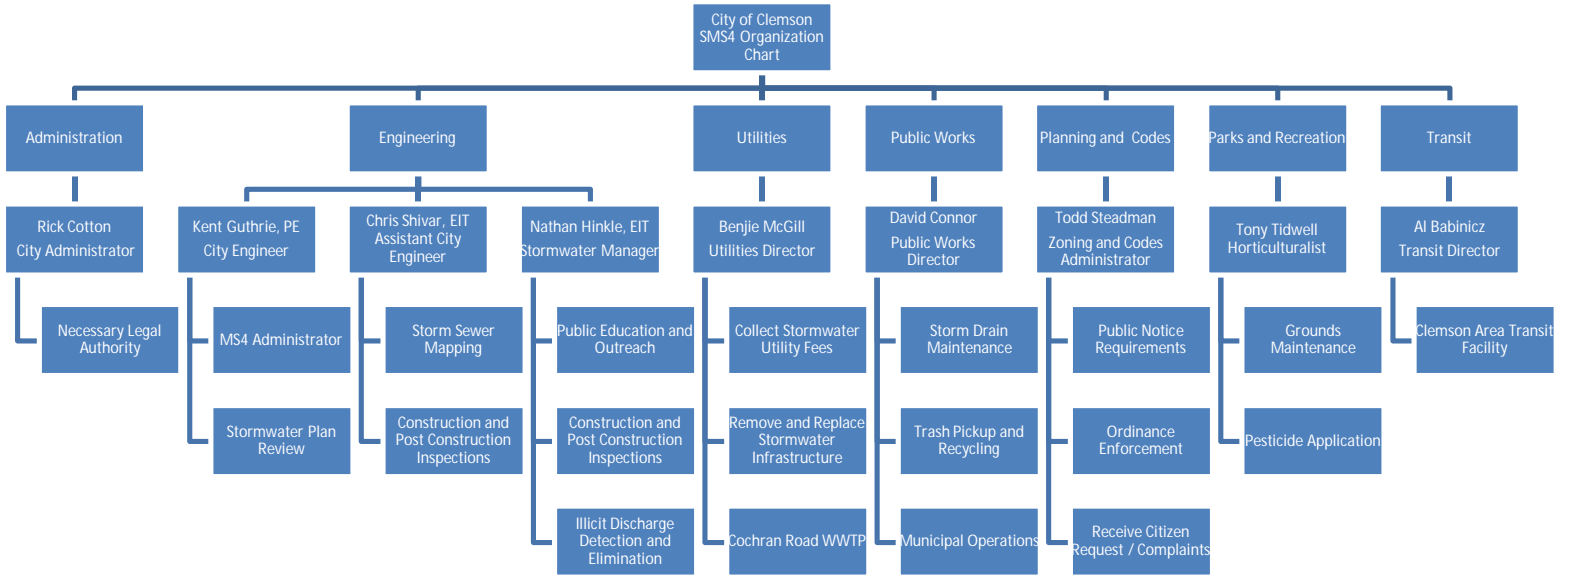 City of Clemson
SMS4 Organization
Chart
Administration
Engineering
Utilities
Public Works
Planning and Codes
Parks and Recreation
Transit
Rick Cotton
City Administrator
Kent Guthrie, PE
City Engineer
Chris Shivar, EIT
Assistant City
Engineer
Nathan Hinkle, EIT
Stormwater Manager
Benjie McGill
Utilities Director
David Connor
Public Works
Director
Todd Steadman
Zoning and Codes
Administrator
Tony Tidwell
Horticulturalist
Al Babinicz
Transit Director
Necessary Legal
Authority
MS4 Administrator
Storm Sewer
Mapping
Public Education and
Outreach
Collect Stormwater
Utility Fees
Storm Drain
Maintenance
Public Notice
Requirements
Grounds
Maintenance
Clemson Area Transit
Facility
Stormwater Plan
Review
Construction and
Post Construction
Inspections
Construction and
Post Construction
Inspections
Remove and Replace
Stormwater
Infrastructure
Trash Pickup and
Recycling
Ordinance
Enforcement
Pesticide Application
Illicit Discharge
Detection and
Elimination
Cochran Road WWTP
Municipal Operations
Receive Citizen
Request / Complaints